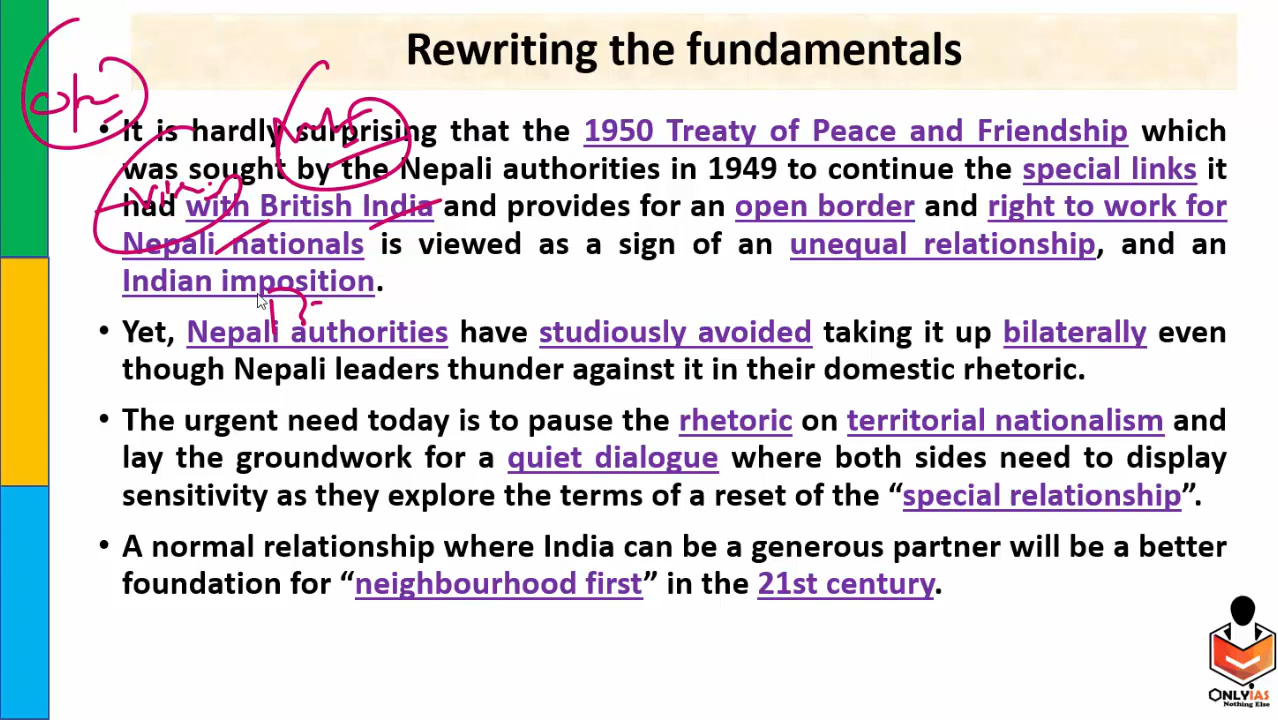 Rewriting the fundamentals
• It is hardly surprising that the 1950 Treaty of Peace and Friendship which
was sought by the Nepali authorities in 1949 to continue the special links it
had with British India and provides for an open border and right to work for
Nepali nationals is viewed as a sign of an unequal relationship, and an
Indian imposition.
• Yet, Nepali authorities have studiously avoided taking it up bilaterally even
though Nepali leaders thunder against it in their domestic rhetoric.
• The urgent need today is to pause the rhetoric on territorial nationalism and
lay the groundwork for a quiet dialogue where both sides need to display
sensitivity as they explore the terms of a reset of the “special relationship”.
• A normal relationship where India can be a generous partner will be a better
foundation for “neighbourhood first” in the 21st century.
ONLYIAS
Nothing Else